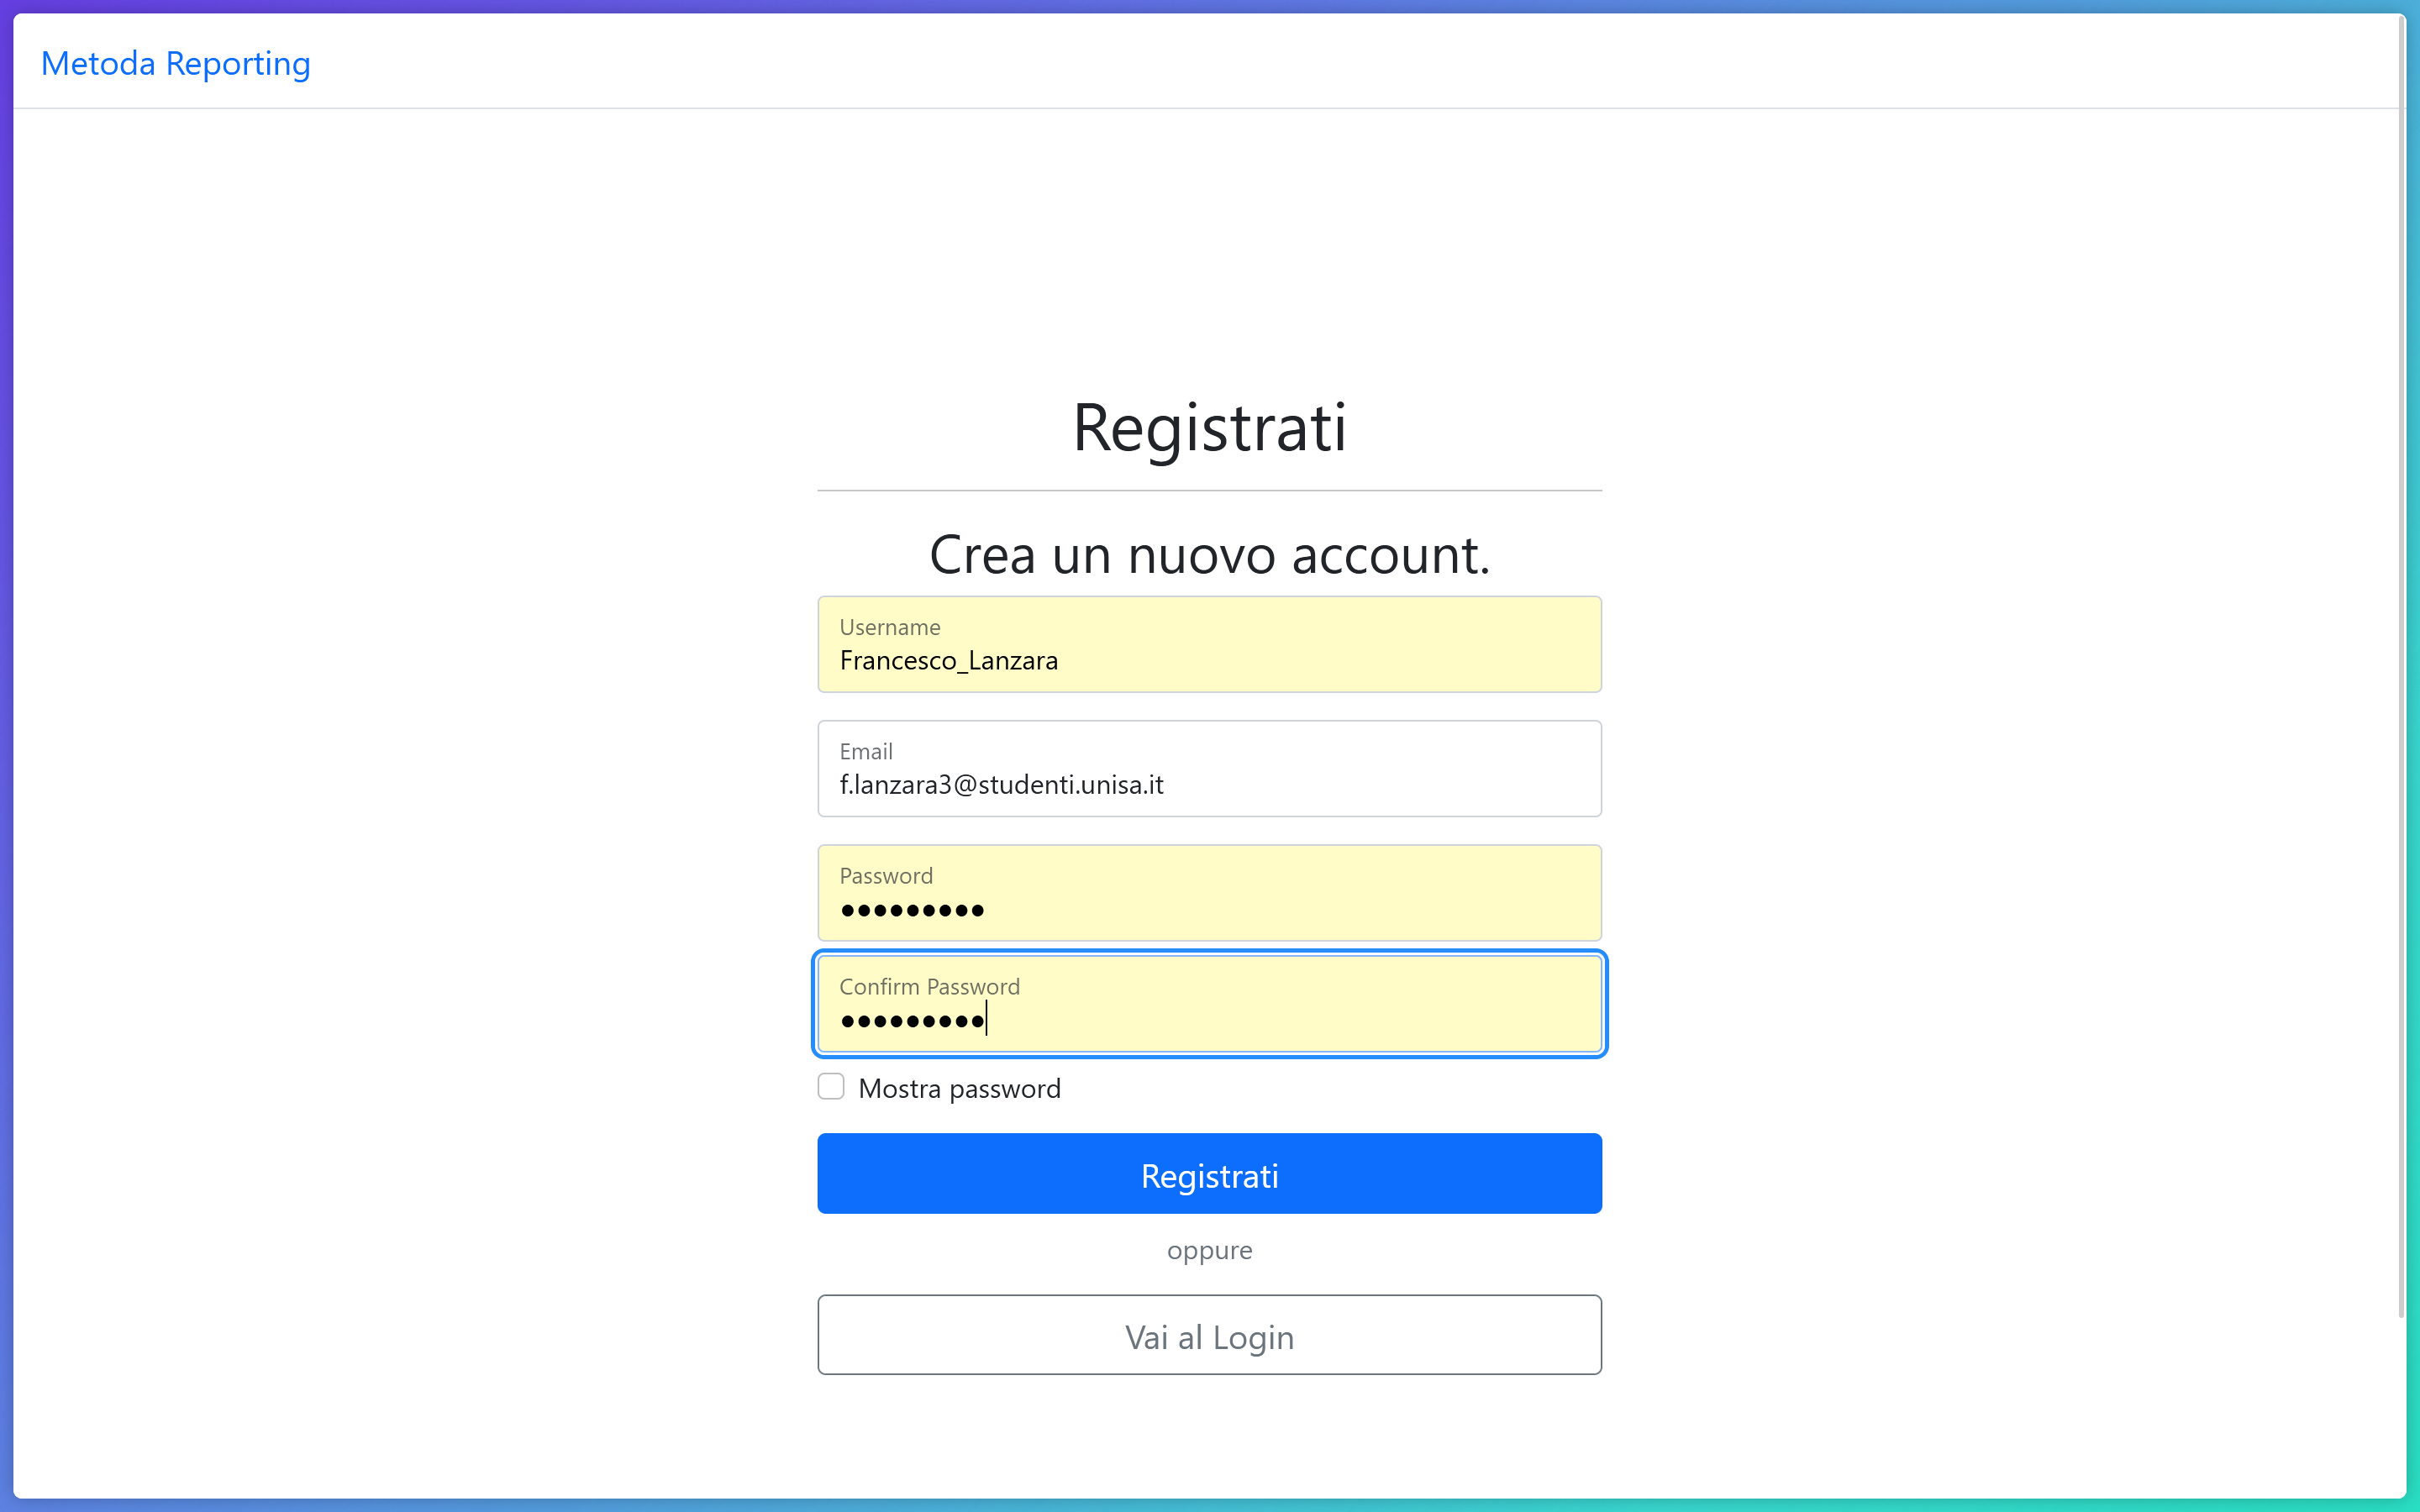 Metoda Reporting
Registrati
Crea un nuovo account.
Username
Francesco_Lanzara
Email
f.lanzara3@studenti.unisa.it
Password
●●●●●●●●●
Confirm Password
●●●●●●●●●
Mostra password
Registrati
oppure
Vai al Login